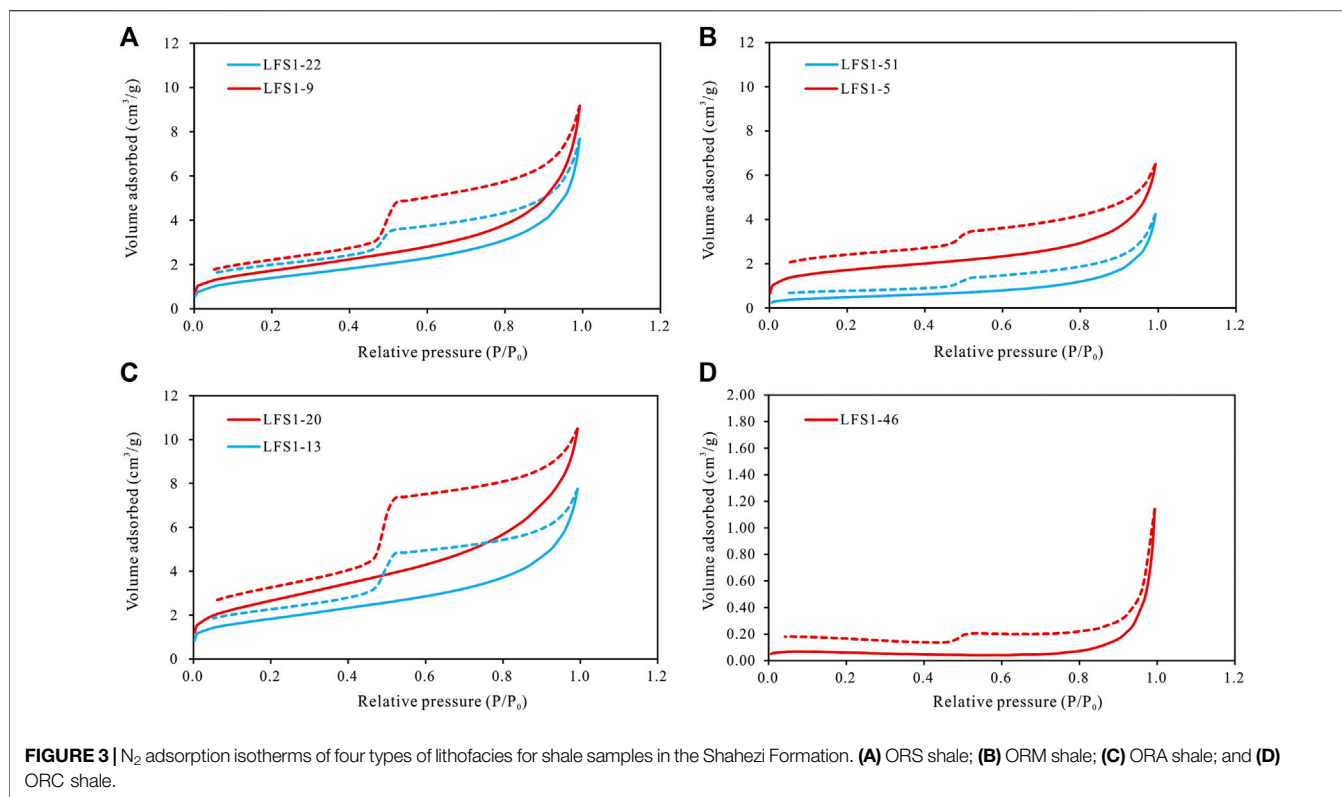 A
12
10
8
6
4
2
0
LFS1-22
LFS1-9
Volume adsorbed (cm³/g)
0.0 0.2 0.4 0.6 0.8 1.0 1.2
Relative pressure (P/P₀)
B
12
10
8
6
4
2
0
LFS1-51
LFS1-5
Volume adsorbed (cm³/g)
0.0 0.2 0.4 0.6 0.8 1.0 1.2
Relative pressure (P/P₀)
C
12
10
8
6
4
2
0
LFS1-20
LFS1-13
Volume adsorbed (cm³/g)
0.0 0.2 0.4 0.6 0.8 1.0 1.2
Relative pressure (P/P₀)
D
2.00
1.80
1.60
1.40
1.20
1.00
0.80
0.60
0.40
0.20
0.00
LFS1-46
Volume adsorbed (cm³/g)
0.0 0.2 0.4 0.6 0.8 1.0 1.2
Relative pressure (P/P₀)
FIGURE 3 | N₂ adsorption isotherms of four types of lithofacies for shale samples in the Shahezi Formation. (A) ORS shale; (B) ORM shale; (C) ORA shale; and (D)
ORC shale.